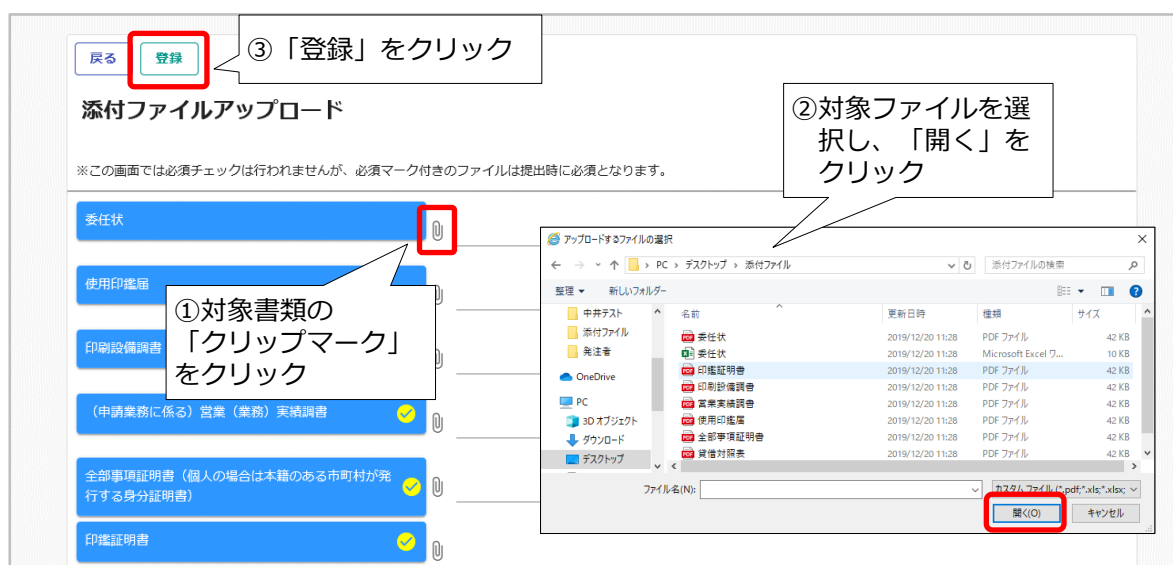 戻る
登録
③「登録」をクリック
添付ファイルアップロード
②対象ファイルを選
択し、「開く」を
クリック
※この画面では必須チェックは行われませんが、必須マーク付きのファイルは提出時に必須となります。
委任状
使用印鑑届
①対象書類の
「クリップマーク」
をクリック
印刷設備調書
（申請業務に係る）営業（業務）実績調書
全部事項証明書（個人の場合は本籍のある市町村が発
行する身分証明書）
印鑑証明書
アップロードするファイルの選択
PC › デスクトップ › 添付ファイル
添付ファイルの検索
整理
新しいフォルダー
中井テスト
添付ファイル
発注者
OneDrive
PC
3D オブジェクト
ダウンロード
デスクトップ
名前 更新日時 種類 サイズ
委任状 2019/12/20 11:28 PDF ファイル 42 KB
委任状 2019/12/20 11:28 Microsoft Excel ワ... 10 KB
印鑑証明書 2019/12/20 11:28 PDF ファイル 42 KB
印刷設備調書 2019/12/20 11:28 PDF ファイル 42 KB
営業実績調書 2019/12/20 11:28 PDF ファイル 42 KB
使用印鑑届 2019/12/20 11:28 PDF ファイル 42 KB
全部事項証明書 2019/12/20 11:28 PDF ファイル 42 KB
貸借対照表 2019/12/20 11:28 PDF ファイル 42 KB
ファイル名(N):
カスタム ファイル (*.pdf;*.xls;*.xlsx;
開く(O)
キャンセル